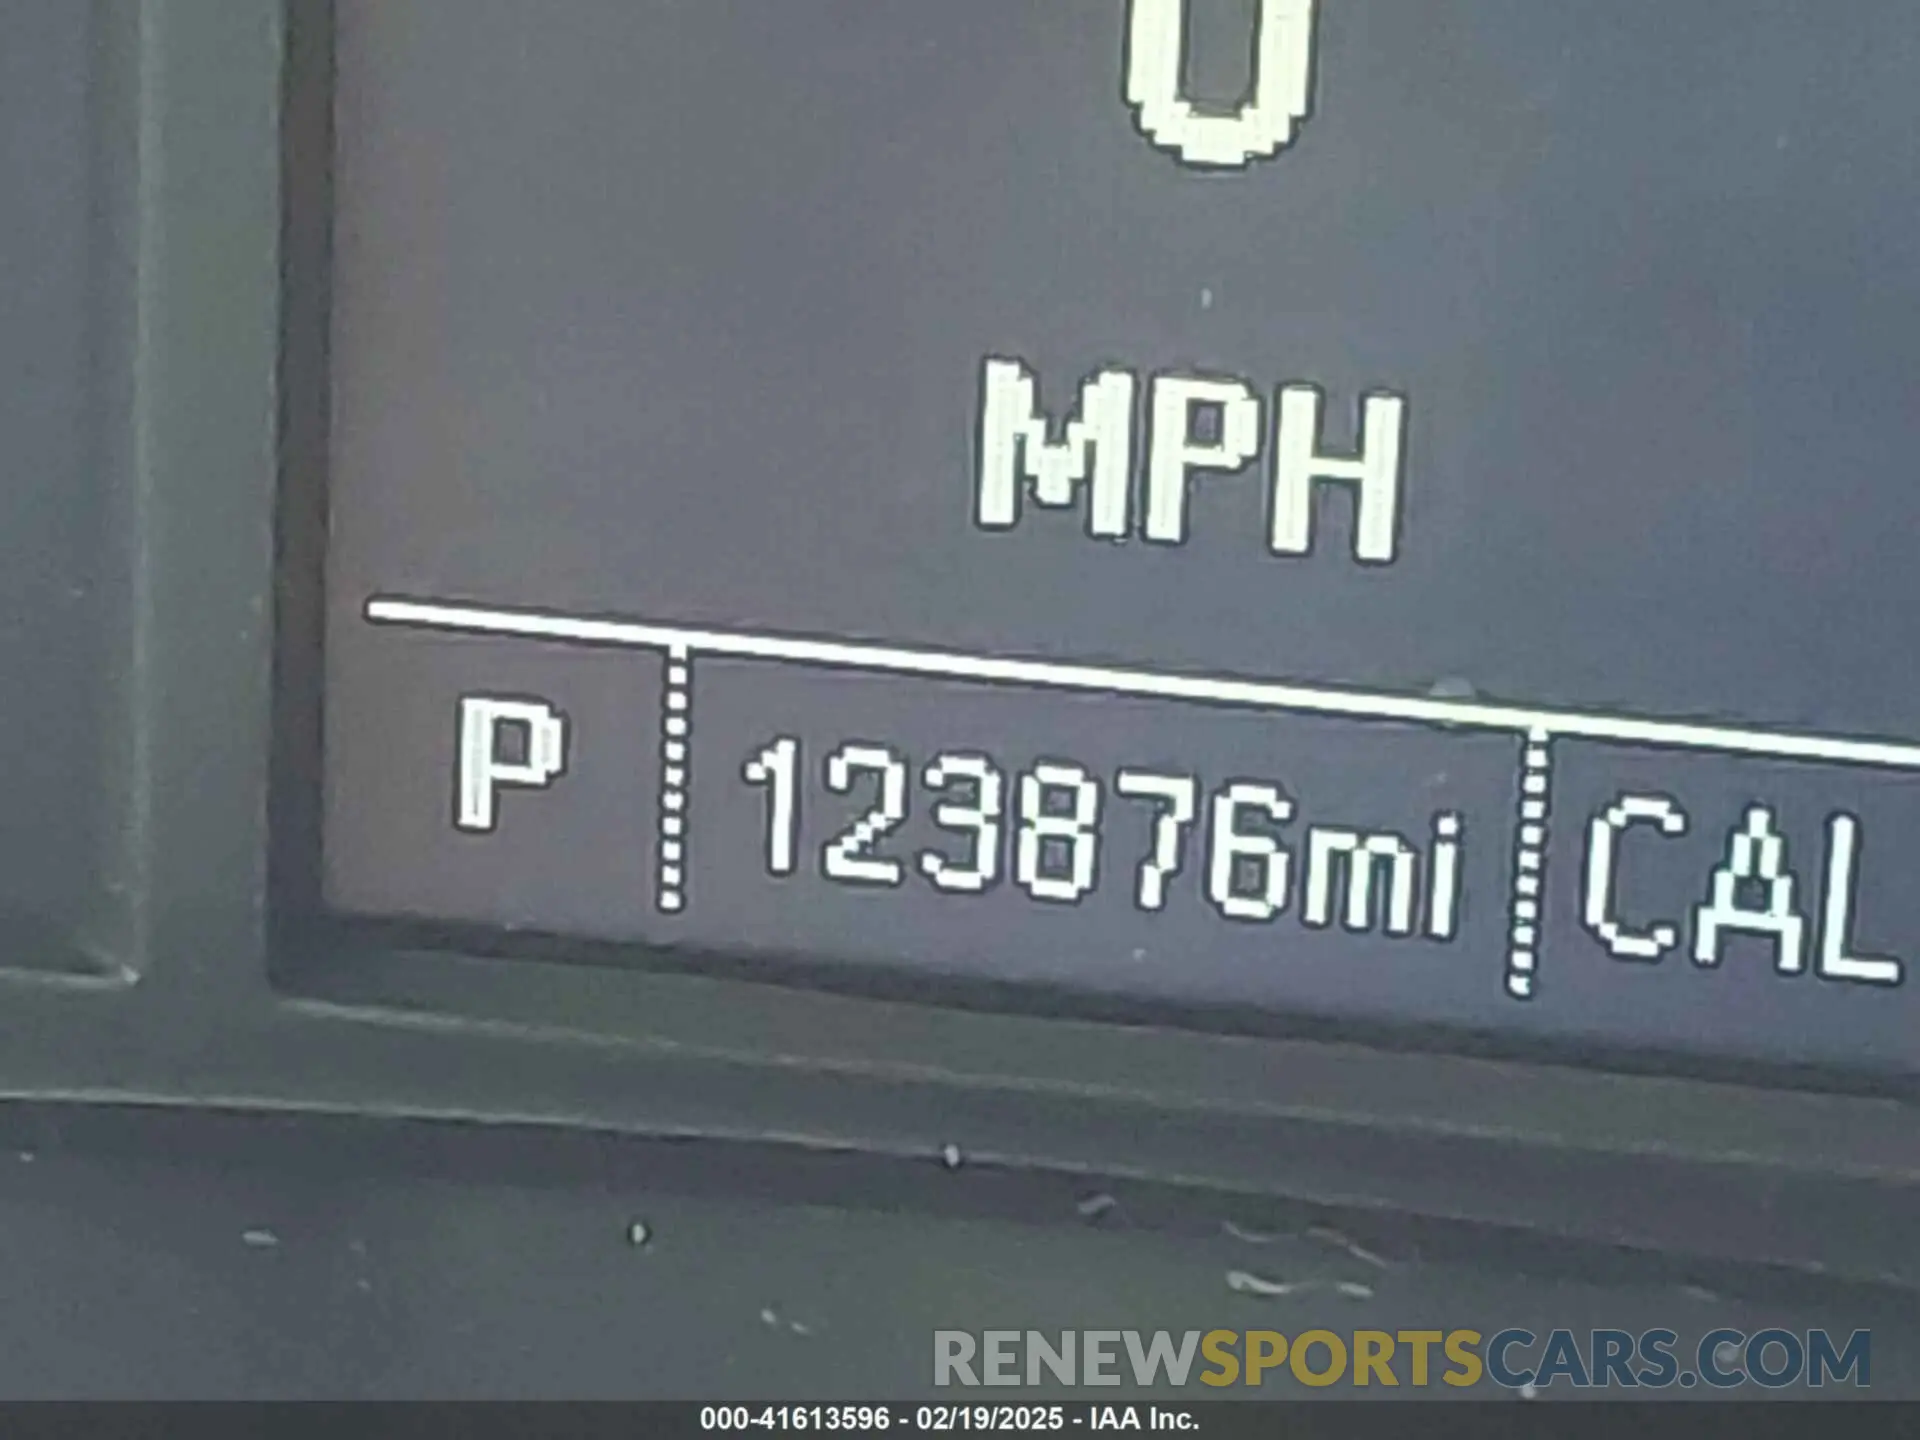 0
MPH
P 123876mi CAL
RENEWSPORTSCARS.COM
000-41613596 - 02/19/2025 - IAA Inc.